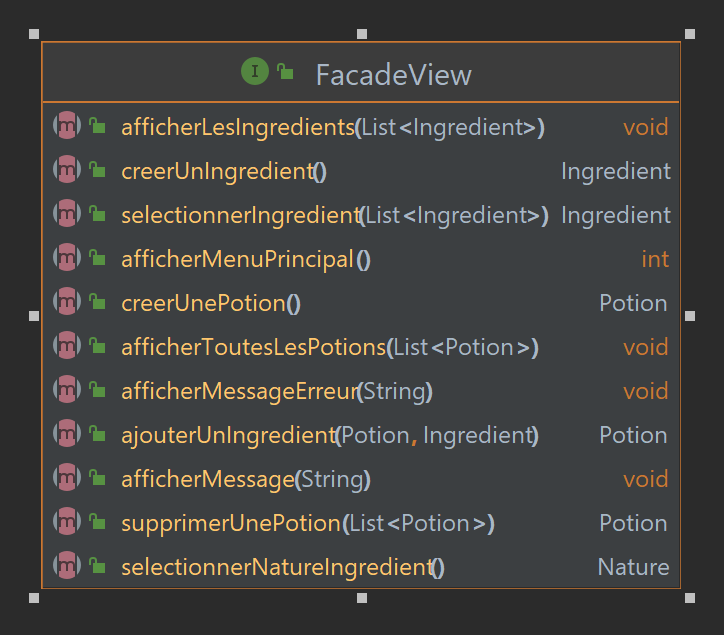 I FacadeView
m afficherLesIngredients(List<Ingredient>) void
m creerUnIngredient() Ingredient
m selectionnerIngredient(List<Ingredient>) Ingredient
m afficherMenuPrincipal() int
m creerUnePotion() Potion
m afficherToutesLesPotions(List<Potion>) void
m afficherMessageErreur(String) void
m ajouterUnIngredient(Potion, Ingredient) Potion
m afficherMessage(String) void
m supprimerUnePotion(List<Potion>) Potion
m selectionnerNatureIngredient() Nature